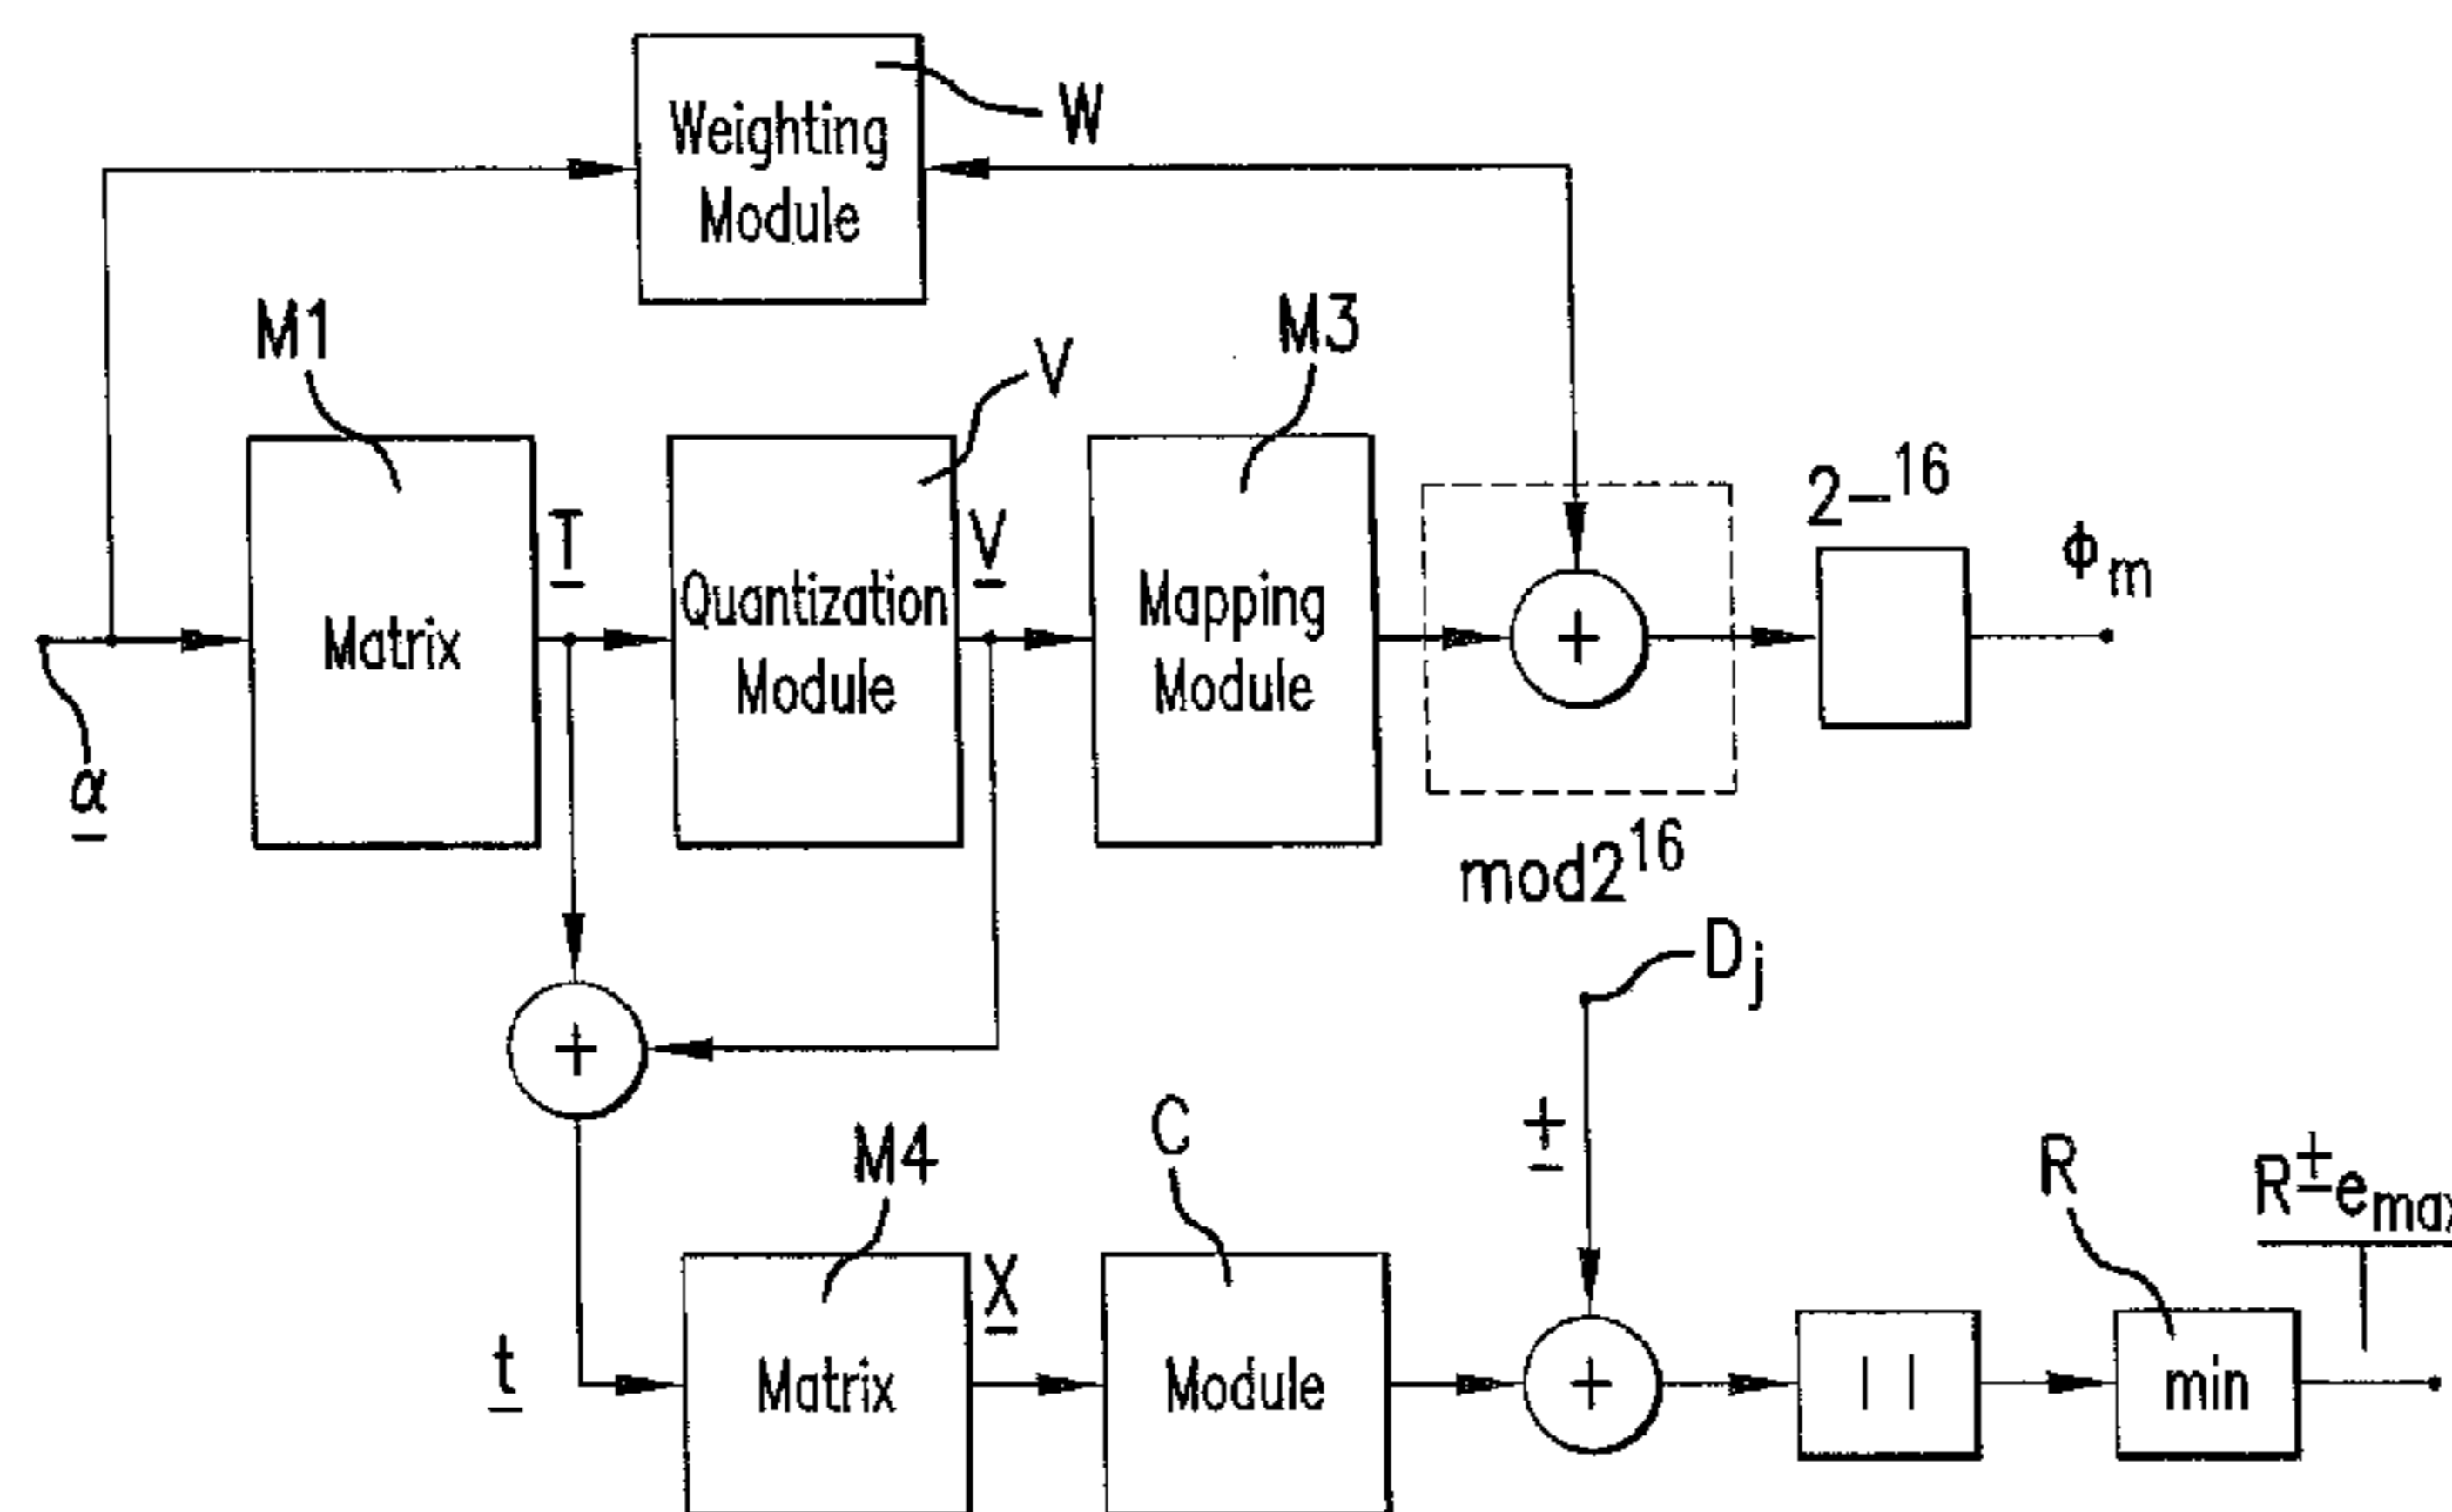 Weighting
Module
W
M1
V
M3
Matrix
T
Quantization
Module
V
Mapping
Module
+
2-16
ϕm
α
mod2^16
Dj
+
±
M4
C
R
R±emax
t
Matrix
X
Module
+
| |
min